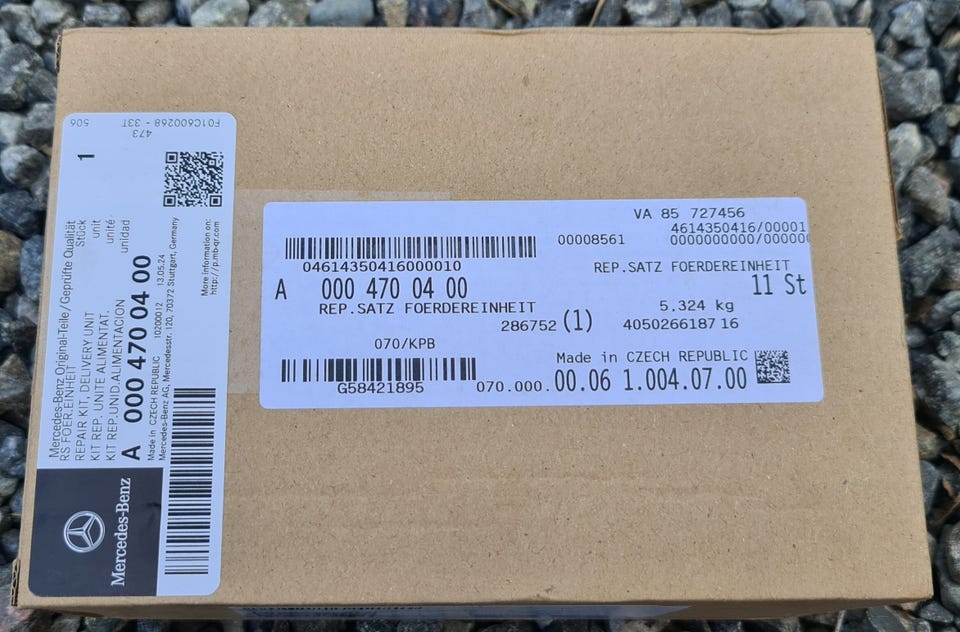 506
473
F01C600268 - 33T
1
Mercedes-Benz Original-Teile/Geprüfte Qualität
RS FOER.EINHEIT Stück
REPAIR KIT, DELIVERY UNIT unit
KIT REP. UNITE ALIMENTAT. unité
KIT REP.UNID.ALIMENTACION unidad
A 000 470 04 00
Made in CZECH REPUBLIC 10200012 13.05.24
Mercedes-Benz AG, Mercedesstr. 120, 70372 Stuttgart, Germany
More information on:
http://p.mb-qr.com
Mercedes-Benz
VA 85 727456
4614350416/00001
00008561 0000000000/00000
04614350416000010
REP.SATZ FOERDEREINHEIT
A 000 470 04 00 11 St
REP.SATZ FOERDEREINHEIT 5,324 kg
286752 (1) 4050266187 16
070/KPB
Made in CZECH REPUBLIC
G58421895 070.000.00.06 1.004.07.00